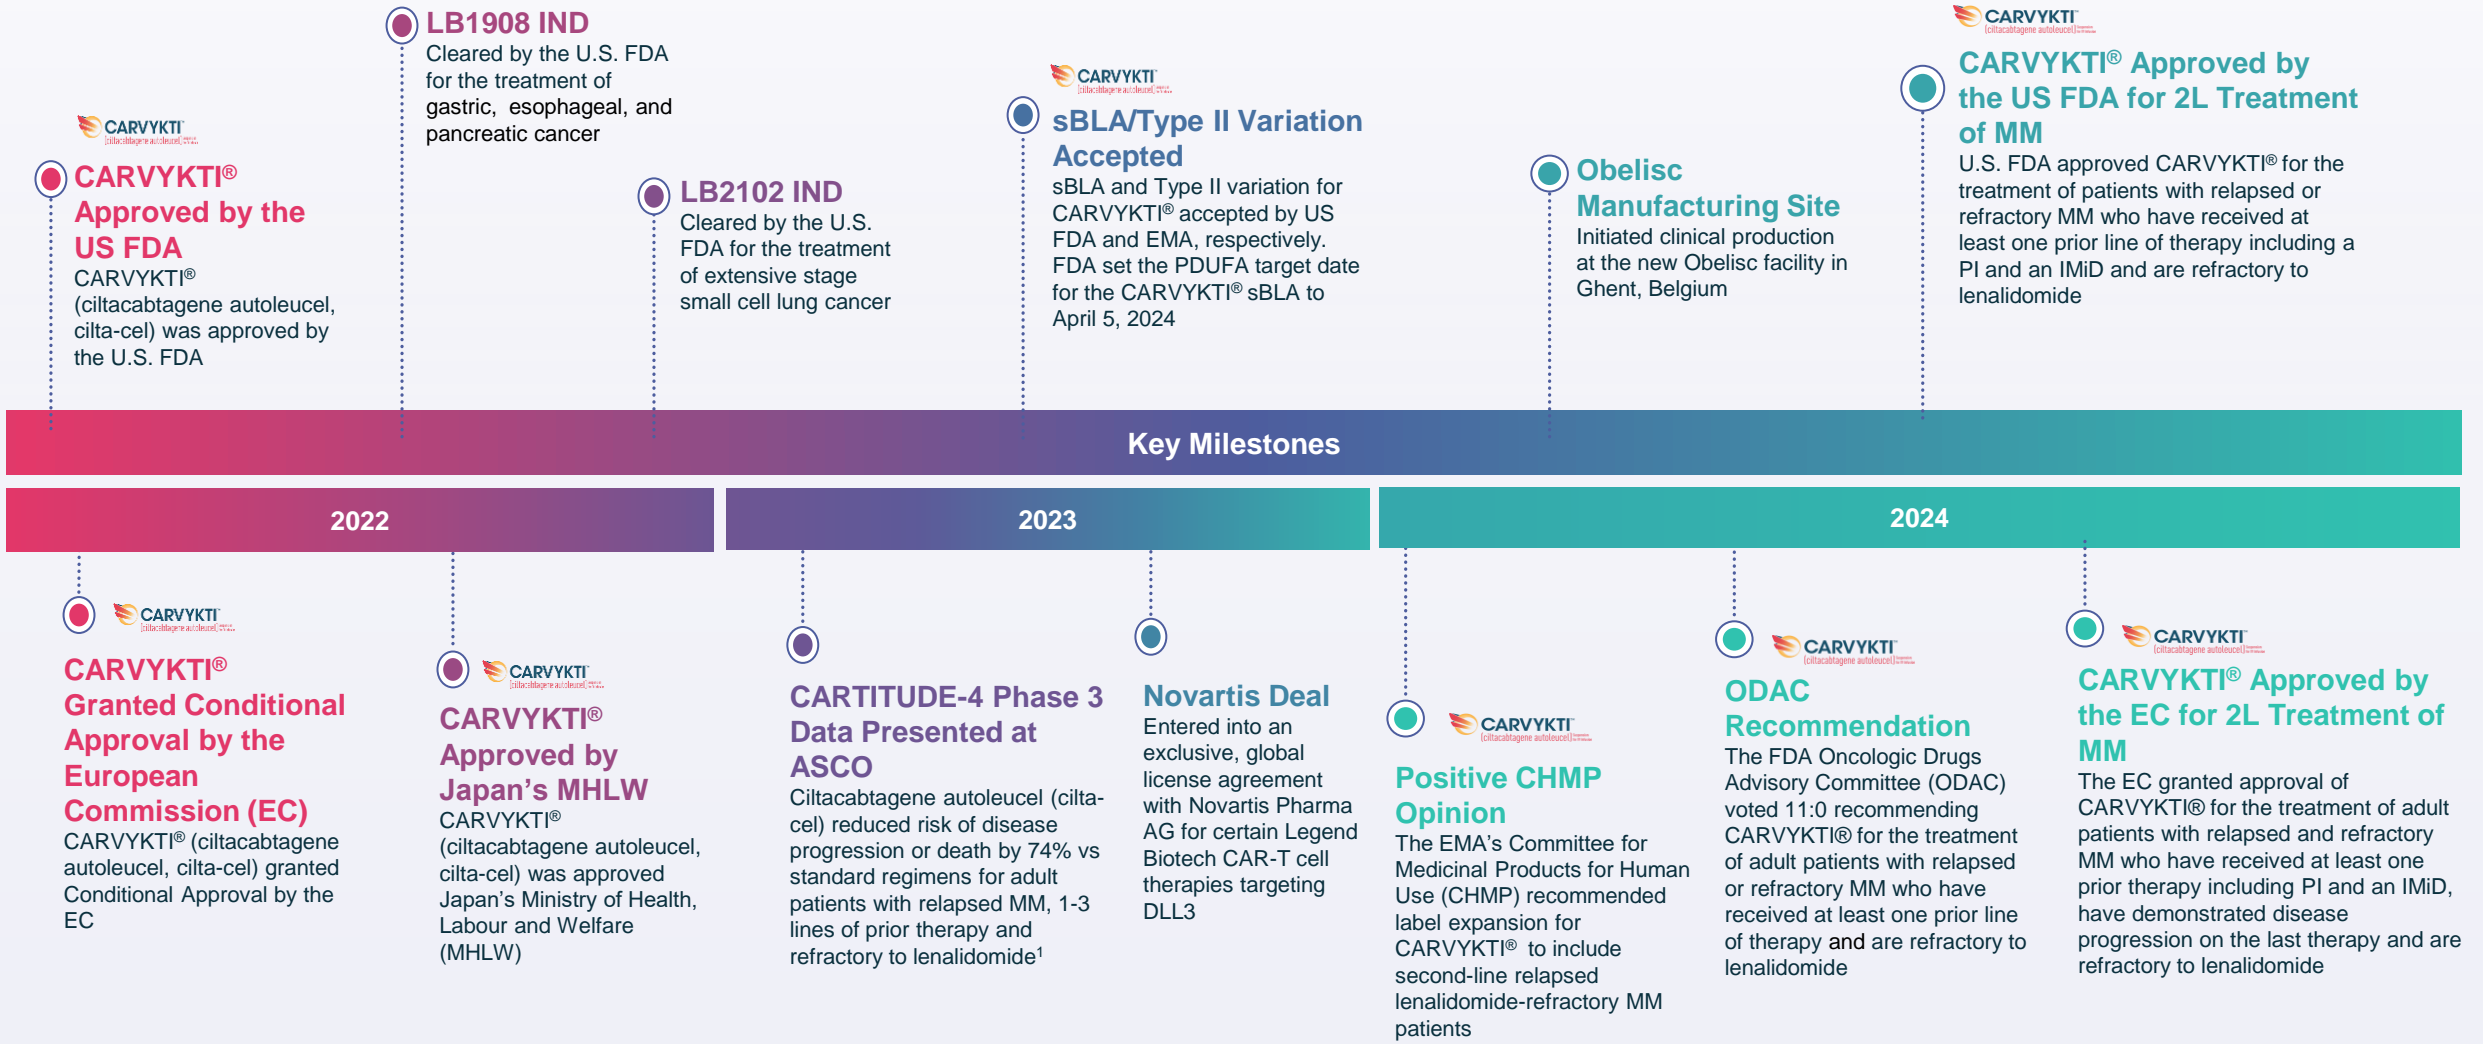 LB1908 IND
Cleared by the U.S. FDA
for the treatment of
gastric, esophageal, and
pancreatic cancer
CARVYKTI™
CARVYKTI®
Approved by the
US FDA
CARVYKTI®
(ciltacabtagene autoleucel,
cilta-cel) was approved by
the U.S. FDA
LB2102 IND
Cleared by the U.S.
FDA for the treatment
of extensive stage
small cell lung cancer
CARVYKTI™
sBLA/Type II Variation
Accepted
sBLA and Type II variation for
CARVYKTI® accepted by US
FDA and EMA, respectively.
FDA set the PDUFA target date
for the CARVYKTI® sBLA to
April 5, 2024
Obelisc
Manufacturing Site
Initiated clinical production
at the new Obelisc facility in
Ghent, Belgium
CARVYKTI™
(ciltacabtagene autoleucel)
CARVYKTI® Approved by
the US FDA for 2L Treatment
of MM
U.S. FDA approved CARVYKTI® for the
treatment of patients with relapsed or
refractory MM who have received at
least one prior line of therapy including a
PI and an IMiD and are refractory to
lenalidomide
Key Milestones
2022
2023
2024
CARVYKTI™
CARVYKTI®
Granted Conditional
Approval by the
European
Commission (EC)
CARVYKTI® (ciltacabtagene
autoleucel, cilta-cel) granted
Conditional Approval by the
EC
CARVYKTI™
CARVYKTI®
Approved by
Japan's MHLW
CARVYKTI®
(ciltacabtagene autoleucel,
cilta-cel) was approved
Japan's Ministry of Health,
Labour and Welfare
(MHLW)
CARTITUDE-4 Phase 3
Data Presented at
ASCO
Ciltacabtagene autoleucel (cilta-
cel) reduced risk of disease
progression or death by 74% vs
standard regimens for adult
patients with relapsed MM, 1-3
lines of prior therapy and
refractory to lenalidomide¹
Novartis Deal
Entered into an
exclusive, global
license agreement
with Novartis Pharma
AG for certain Legend
Biotech CAR-T cell
therapies targeting
DLL3
CARVYKTI™
(ciltacabtagene autoleucel)
Positive CHMP
Opinion
The EMA's Committee for
Medicinal Products for Human
Use (CHMP) recommended
label expansion for
CARVYKTI® to include
second-line relapsed
lenalidomide-refractory MM
patients
CARVYKTI™
(ciltacabtagene autoleucel)
ODAC
Recommendation
The FDA Oncologic Drugs
Advisory Committee (ODAC)
voted 11:0 recommending
CARVYKTI® for the treatment
of adult patients with relapsed
or refractory MM who have
received at least one prior line
of therapy and are refractory to
lenalidomide
CARVYKTI™
(ciltacabtagene autoleucel)
CARVYKTI® Approved by
the EC for 2L Treatment of
MM
The EC granted approval of
CARVYKTI® for the treatment of adult
patients with relapsed and refractory
MM who have received at least one
prior therapy including PI and an IMiD,
have demonstrated disease
progression on the last therapy and are
refractory to lenalidomide